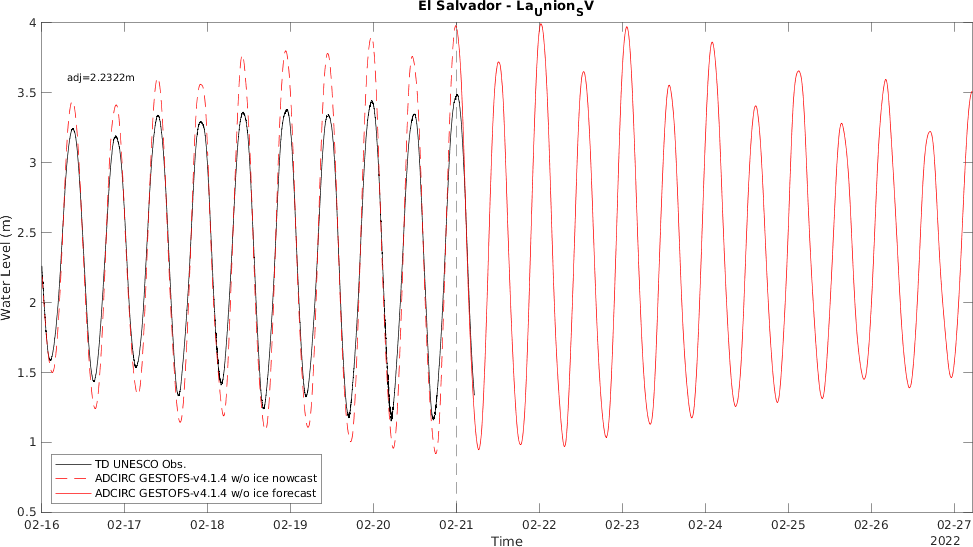 El Salvador - LaUnionSV
adj=2.2322m
4
3.5
3
2.5
2
1.5
1
0.5
Water Level (m)
TD UNESCO Obs.
ADCIRC GESTOFS-v4.1.4 w/o ice nowcast
ADCIRC GESTOFS-v4.1.4 w/o ice forecast
02-16 02-17 02-18 02-19 02-20 02-21 02-22 02-23 02-24 02-25 02-26 02-27
Time
2022